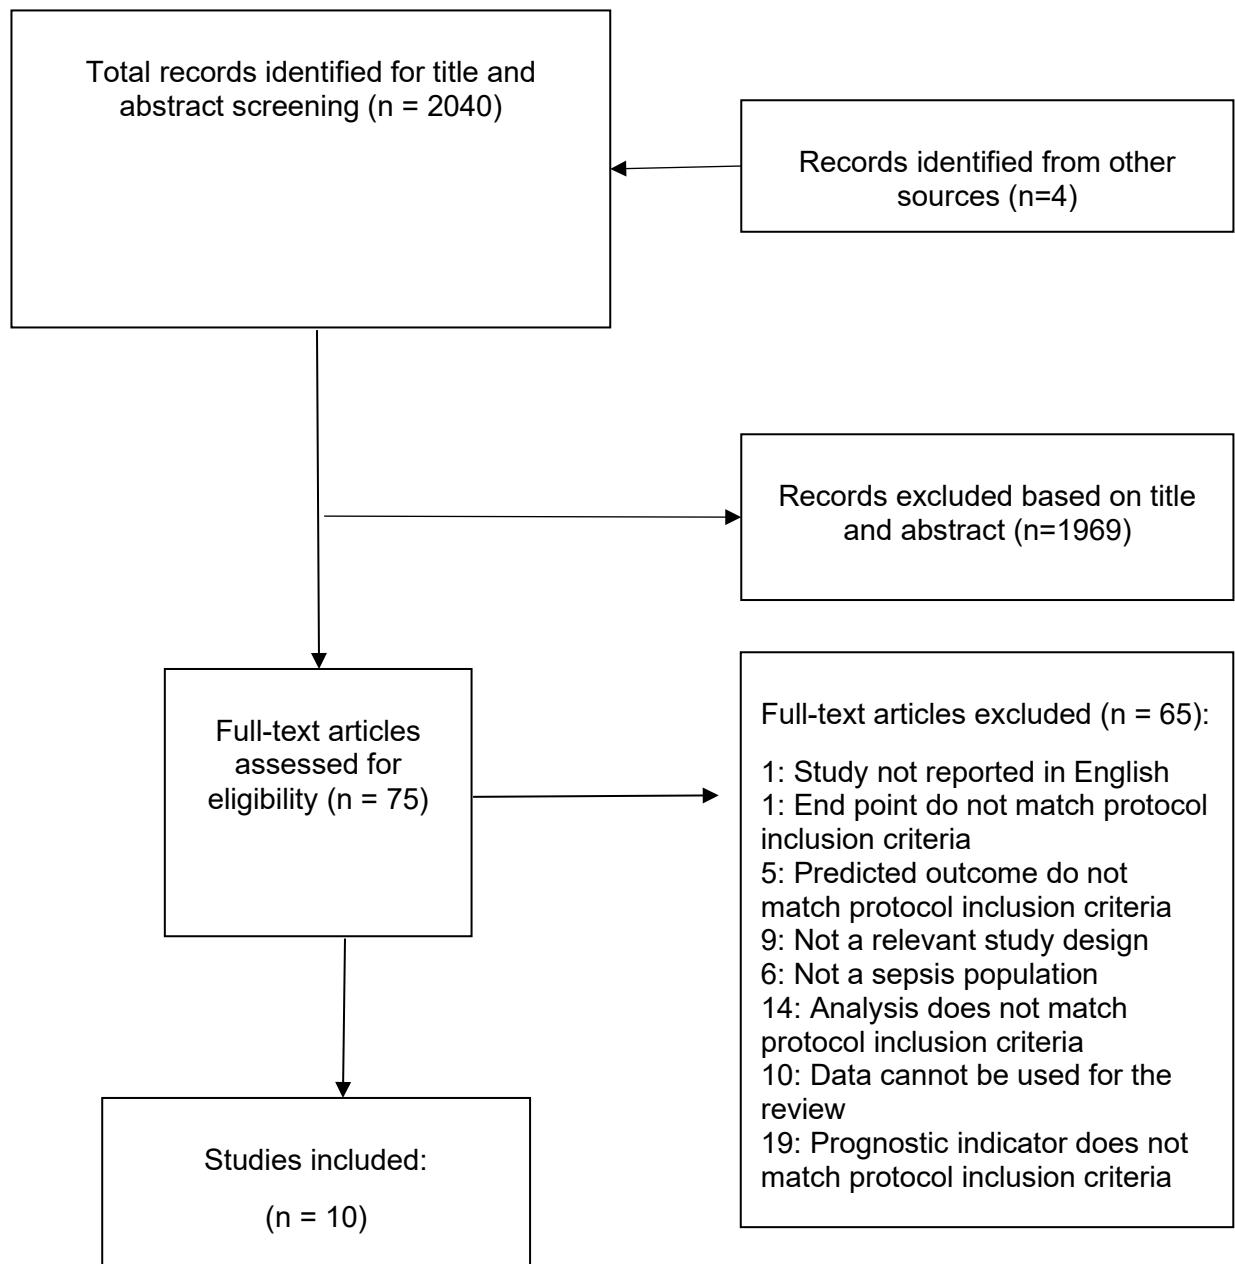 Total records identified for title and
abstract screening (n = 2040)
Records identified from other
sources (n=4)
Records excluded based on title
and abstract (n=1969)
Full-text articles
assessed for
eligibility (n = 75)
Full-text articles excluded (n = 65):
1: Study not reported in English
1: End point do not match protocol
inclusion criteria
5: Predicted outcome do not
match protocol inclusion criteria
9: Not a relevant study design
6: Not a sepsis population
14: Analysis does not match
protocol inclusion criteria
10: Data cannot be used for the
review
19: Prognostic indicator does not
match protocol inclusion criteria
Studies included:
(n = 10)